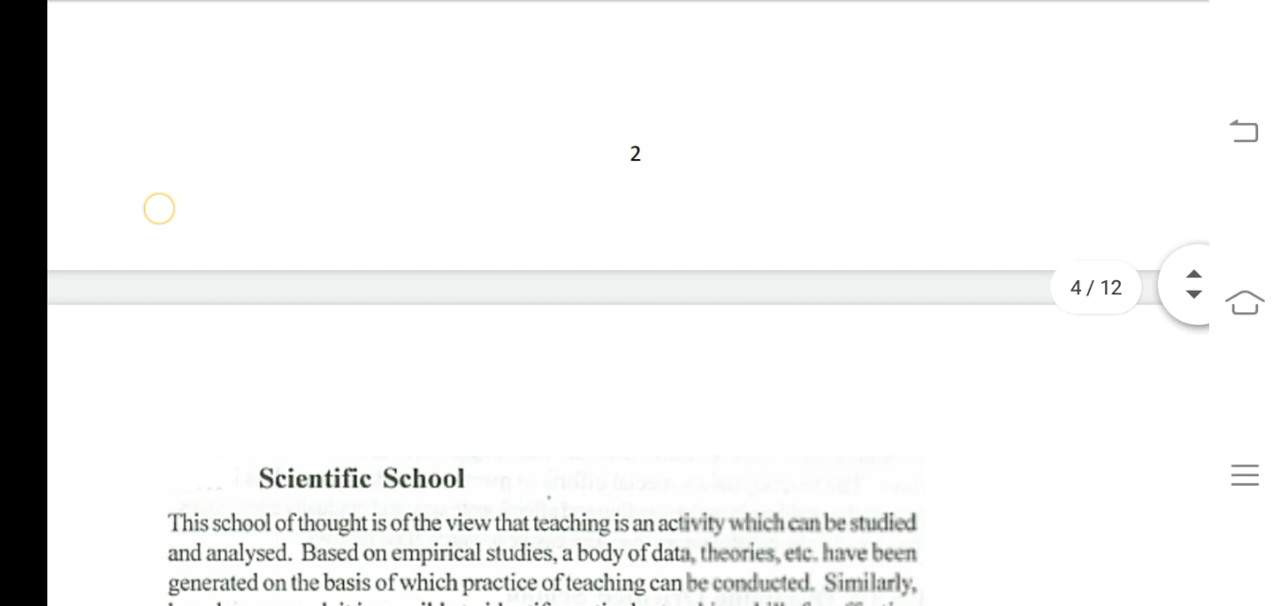 2
4 / 12
Scientific School
This school of thought is of the view that teaching is an activity which can be studied
and analysed. Based on empirical studies, a body of data, theories, etc. have been
generated on the basis of which practice of teaching can be conducted. Similarly,